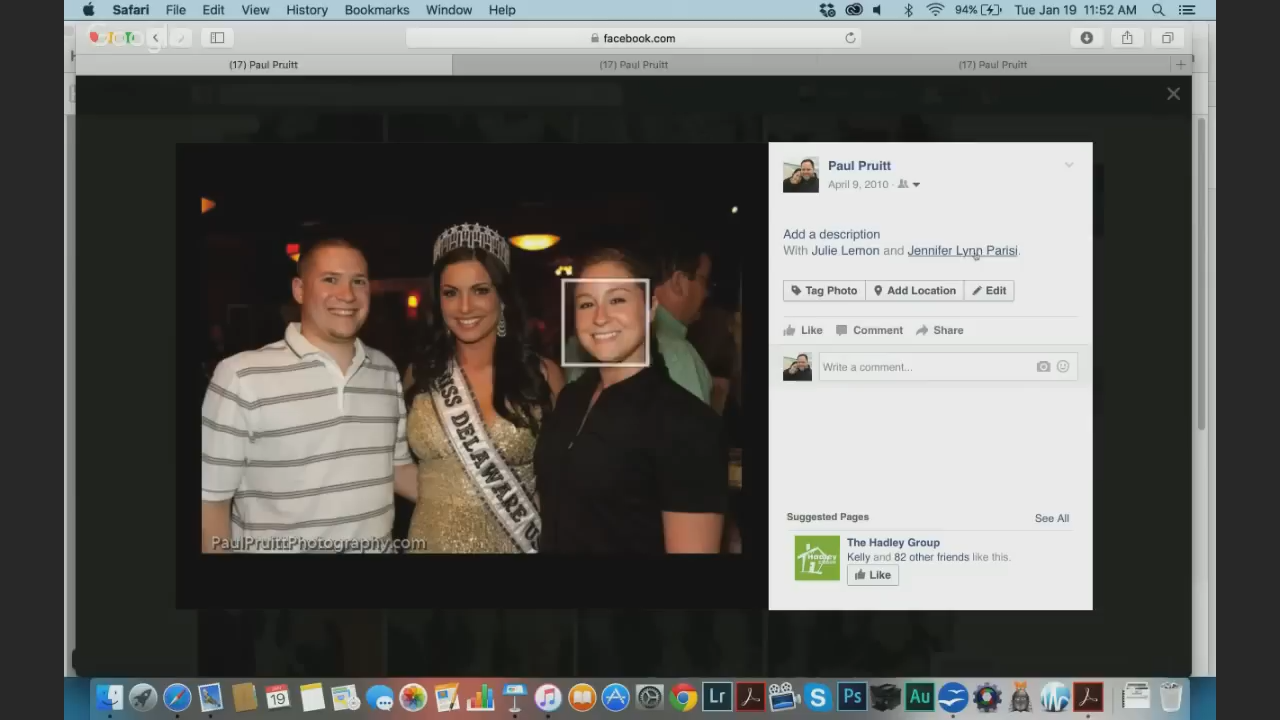 Safari File Edit View History Bookmarks Window Help 94% Tue Jan 19 11:52 AM
facebook.com
(17) Paul Pruitt (17) Paul Pruitt (17) Paul Pruitt
Paul Pruitt
April 9, 2010
Add a description
With Julie Lemon and Jennifer Lynn Parisi.
Tag Photo Add Location Edit
Like Comment Share
Write a comment...
MISS DELAWARE U
PaulPruittPhotography.com
Suggested Pages See All
The Hadley Group
Kelly and 82 other friends like this.
Like
HADLEY
19 Lr S Ps Au